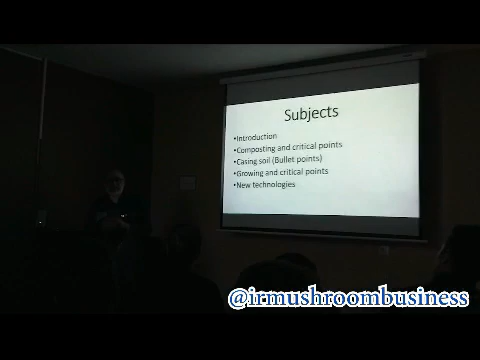 Subjects
•Introduction
•Composting and critical points
•Casing soil (Bullet points)
•Growing and critical points
•New technologies
@irmushroombusiness